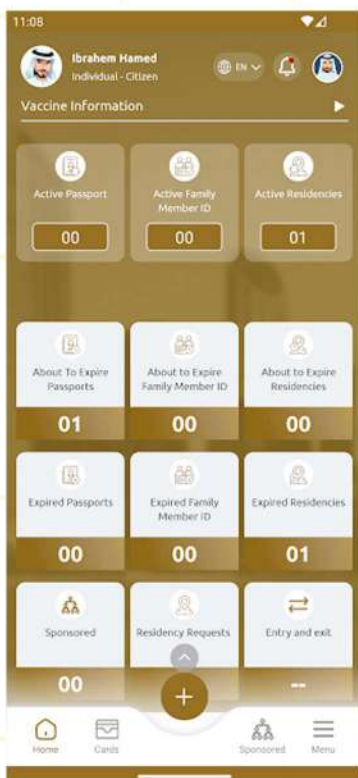 11:08
Ibrahem Hamed
Individual - Citizen
EN
Vaccine Information
Active Passport
Active Family
Member ID
Active Residencies
00
00
01
About To Expire
Passports
About to Expire
Family Member ID
About to Expire
Residencies
01
00
00
Expired Passports
Expired Family
Member ID
Expired Residencies
00
00
01
Sponsored
Residency Requests
Entry and exit
00
--
Home
Cards
Sponsored
Menu